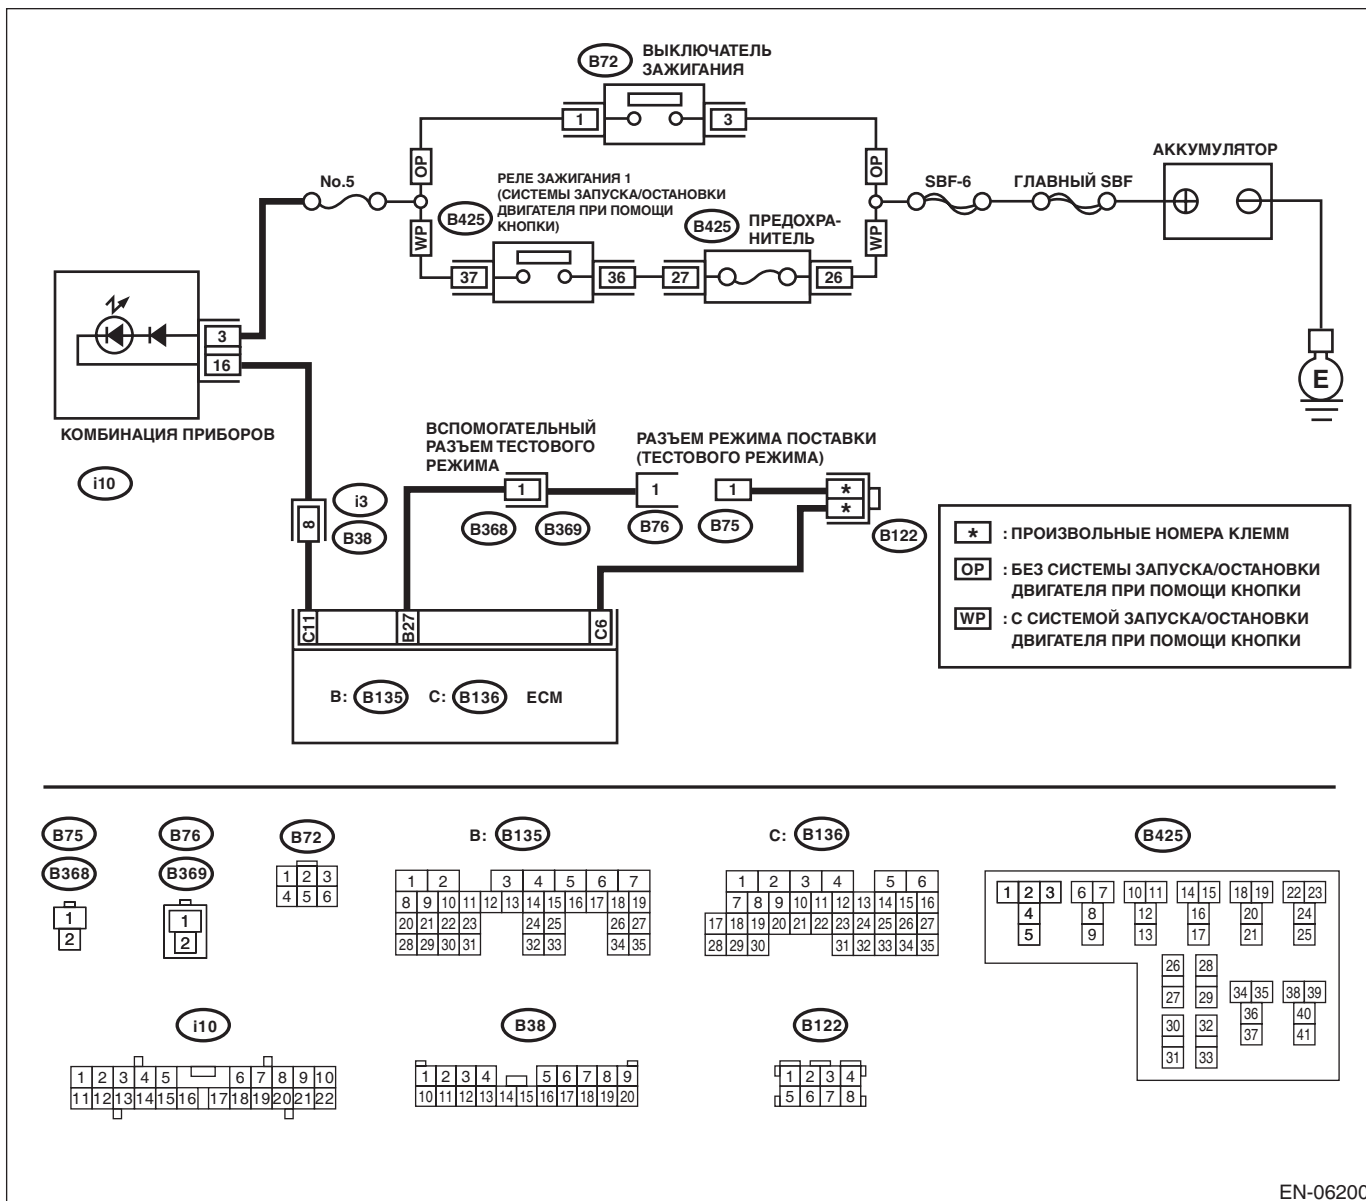 B72
ВЫКЛЮЧАТЕЛЬ
ЗАЖИГАНИЯ
1
3
OP
OP
АККУМУЛЯТОР
No.5
РЕЛЕ ЗАЖИГАНИЯ 1
(СИСТЕМЫ ЗАПУСКА/ОСТАНОВКИ
ДВИГАТЕЛЯ ПРИ ПОМОЩИ
КНОПКИ)
B425
B425
ПРЕДОХРА-
НИТЕЛЬ
SBF-6
ГЛАВНЫЙ SBF
WP
WP
37
36
27
26
3
16
E
КОМБИНАЦИЯ ПРИБОРОВ
i10
ВСПОМОГАТЕЛЬНЫЙ
РАЗЪЕМ ТЕСТОВОГО
РЕЖИМА
РАЗЪЕМ РЕЖИМА ПОСТАВКИ
(ТЕСТОВОГО РЕЖИМА)
1
1
1
*
*
8
i3
B38
B368
B369
B76
B75
B122
* : ПРОИЗВОЛЬНЫЕ НОМЕРА КЛЕММ
OP : БЕЗ СИСТЕМЫ ЗАПУСКА/ОСТАНОВКИ
ДВИГАТЕЛЯ ПРИ ПОМОЩИ КНОПКИ
WP : С СИСТЕМОЙ ЗАПУСКА/ОСТАНОВКИ
ДВИГАТЕЛЯ ПРИ ПОМОЩИ КНОПКИ
C11
B27
C6
B: B135 C: B136 ECM
B75
B368
1
2
B76
B369
1
2
B72
1 2 3
4 5 6
B: B135
1 2 3 4 5 6 7
8 9 10 11 12 13 14 15 16 17 18 19
20 21 22 23 24 25 26 27
28 29 30 31 32 33 34 35
C: B136
1 2 3 4 5 6
7 8 9 10 11 12 13 14 15 16
17 18 19 20 21 22 23 24 25 26 27
28 29 30 31 32 33 34 35
B425
1 2 3 6 7 10 11 14 15 18 19 22 23
4 8 12 16 20 24
5 9 13 17 21 25
26 28
27 29 34 35 38 39
36 40
30 32 37 41
31 33
i10
1 2 3 4 5 6 7 8 9 10
11 12 13 14 15 16 17 18 19 20 21 22
B38
1 2 3 4 5 6 7 8 9
10 11 12 13 14 15 16 17 18 19 20
B122
1 2 3 4
5 6 7 8
EN-06200